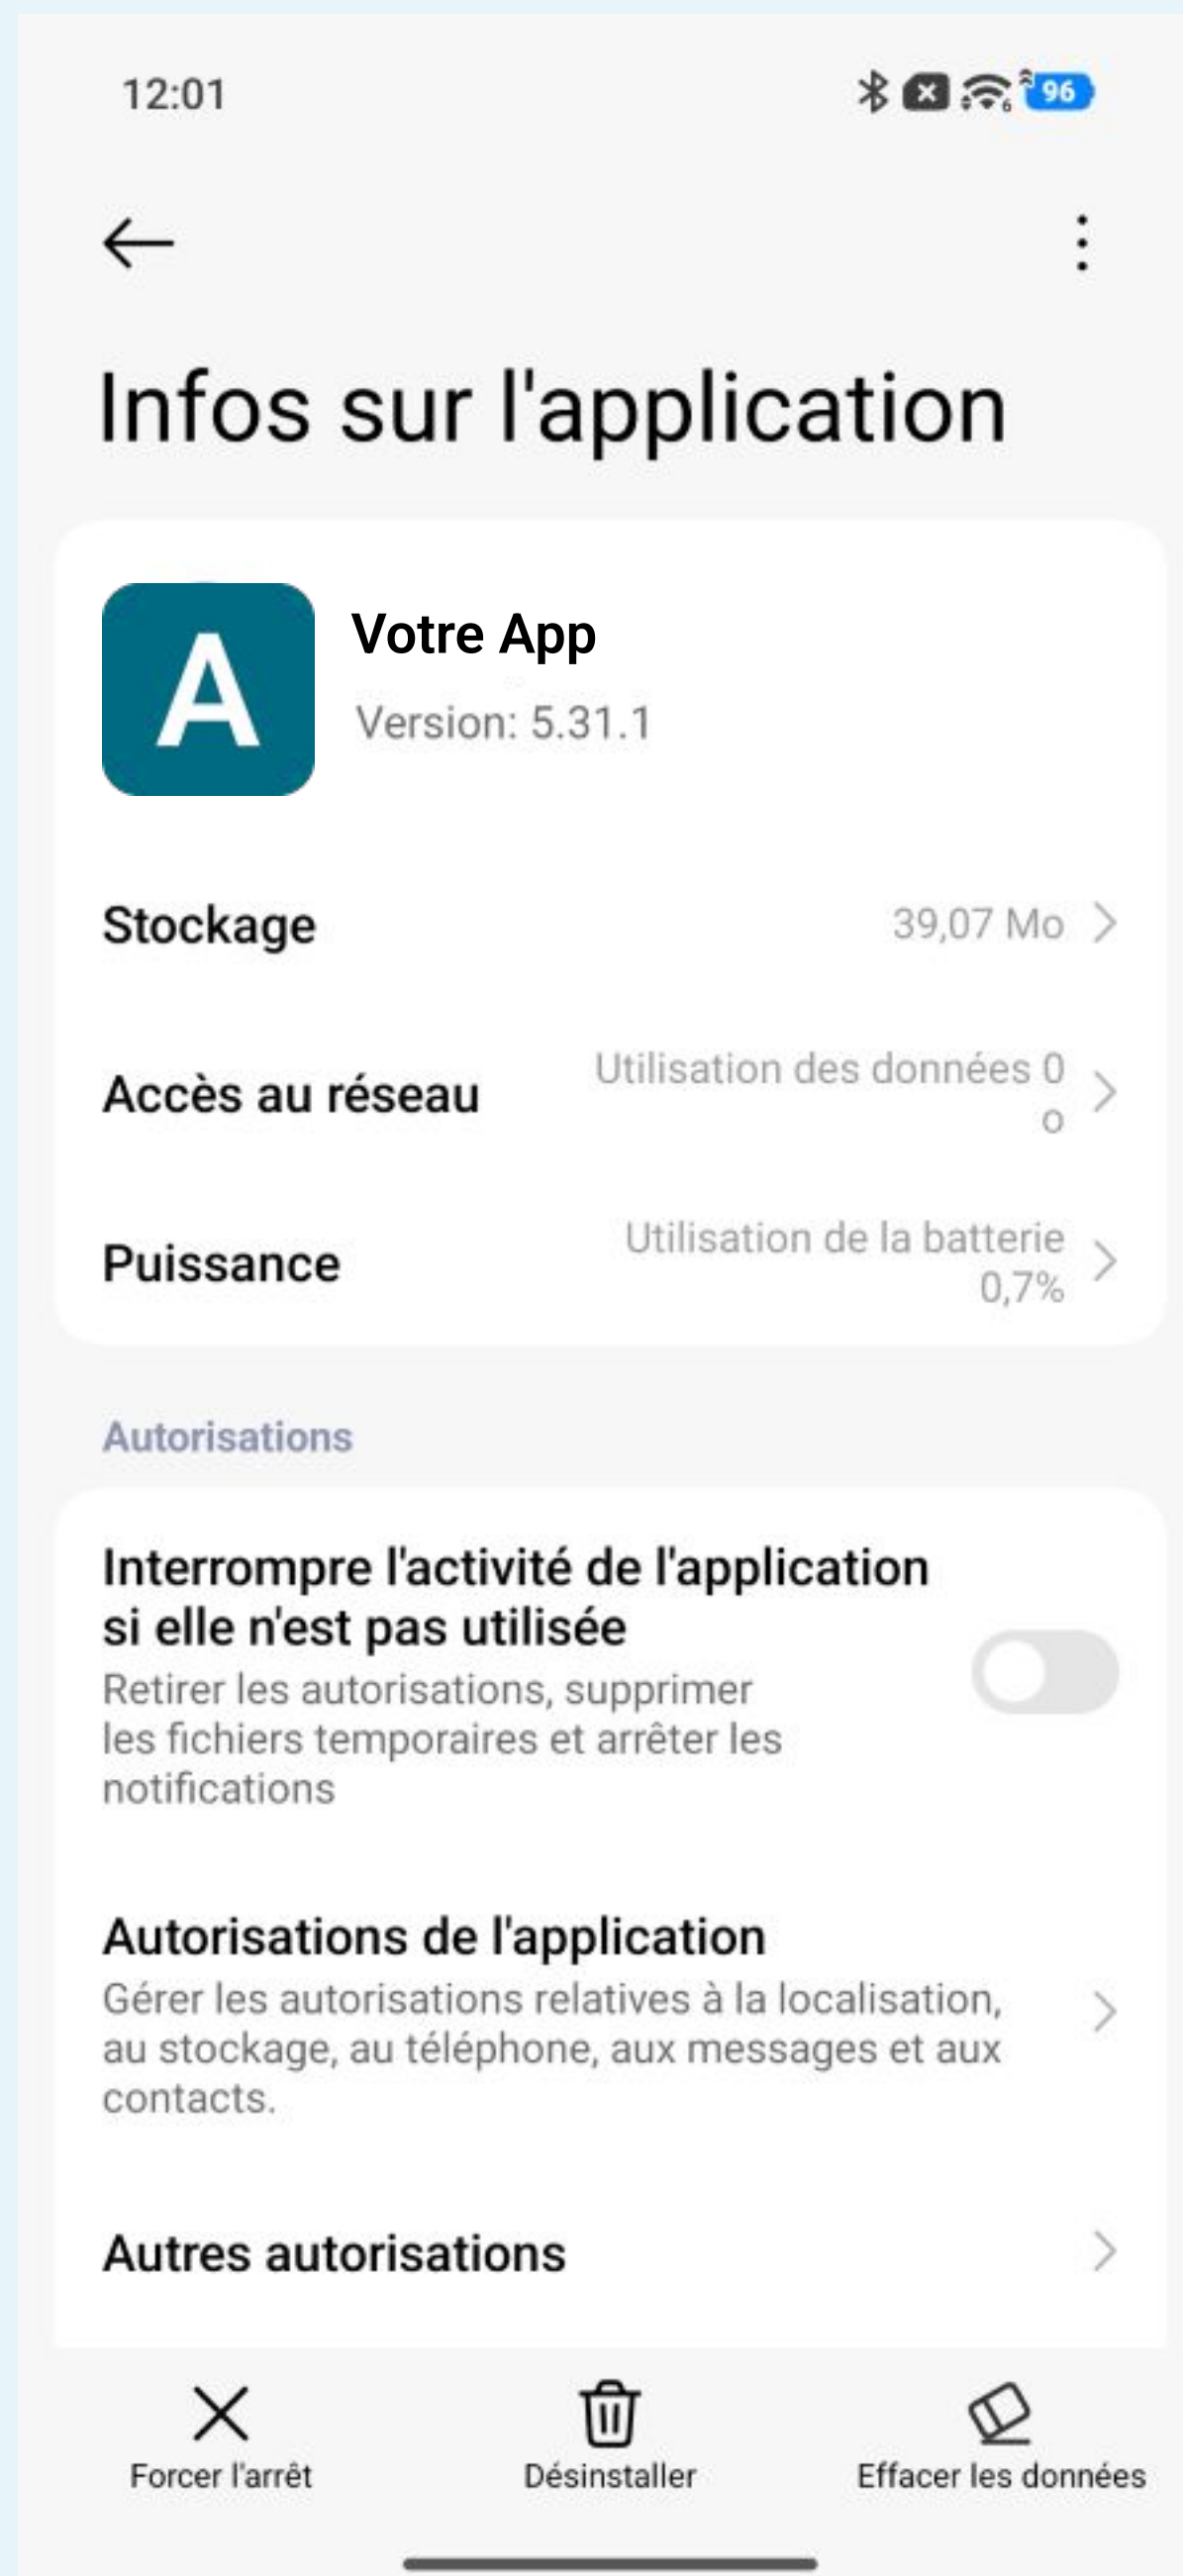 12:01
96
Infos sur l'application
A
Votre App
Version: 5.31.1
Stockage
39,07 Mo
Accès au réseau
Utilisation des données 0
o
Puissance
Utilisation de la batterie
0,7%
Autorisations
Interrompre l'activité de l'application
si elle n'est pas utilisée
Retirer les autorisations, supprimer
les fichiers temporaires et arrêter les
notifications
Autorisations de l'application
Gérer les autorisations relatives à la localisation,
au stockage, au téléphone, aux messages et aux
contacts.
Autres autorisations
Forcer l'arrêt
Désinstaller
Effacer les données